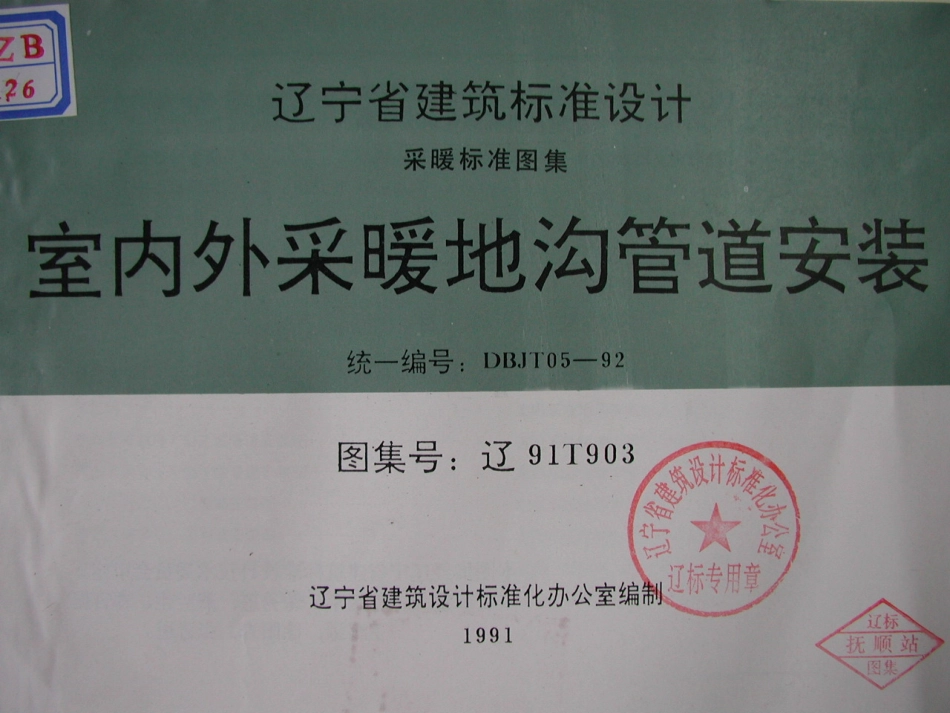 ZB
126
辽宁省建筑标准设计
采暖标准图集
室内外采暖地沟管道安装
统一编号：DBJT05—92
图集号：辽 91T903
辽宁省建筑设计标准化办公室
辽标专用章
辽宁省建筑设计标准化办公室编制
1991
辽标
抚顺站
图集